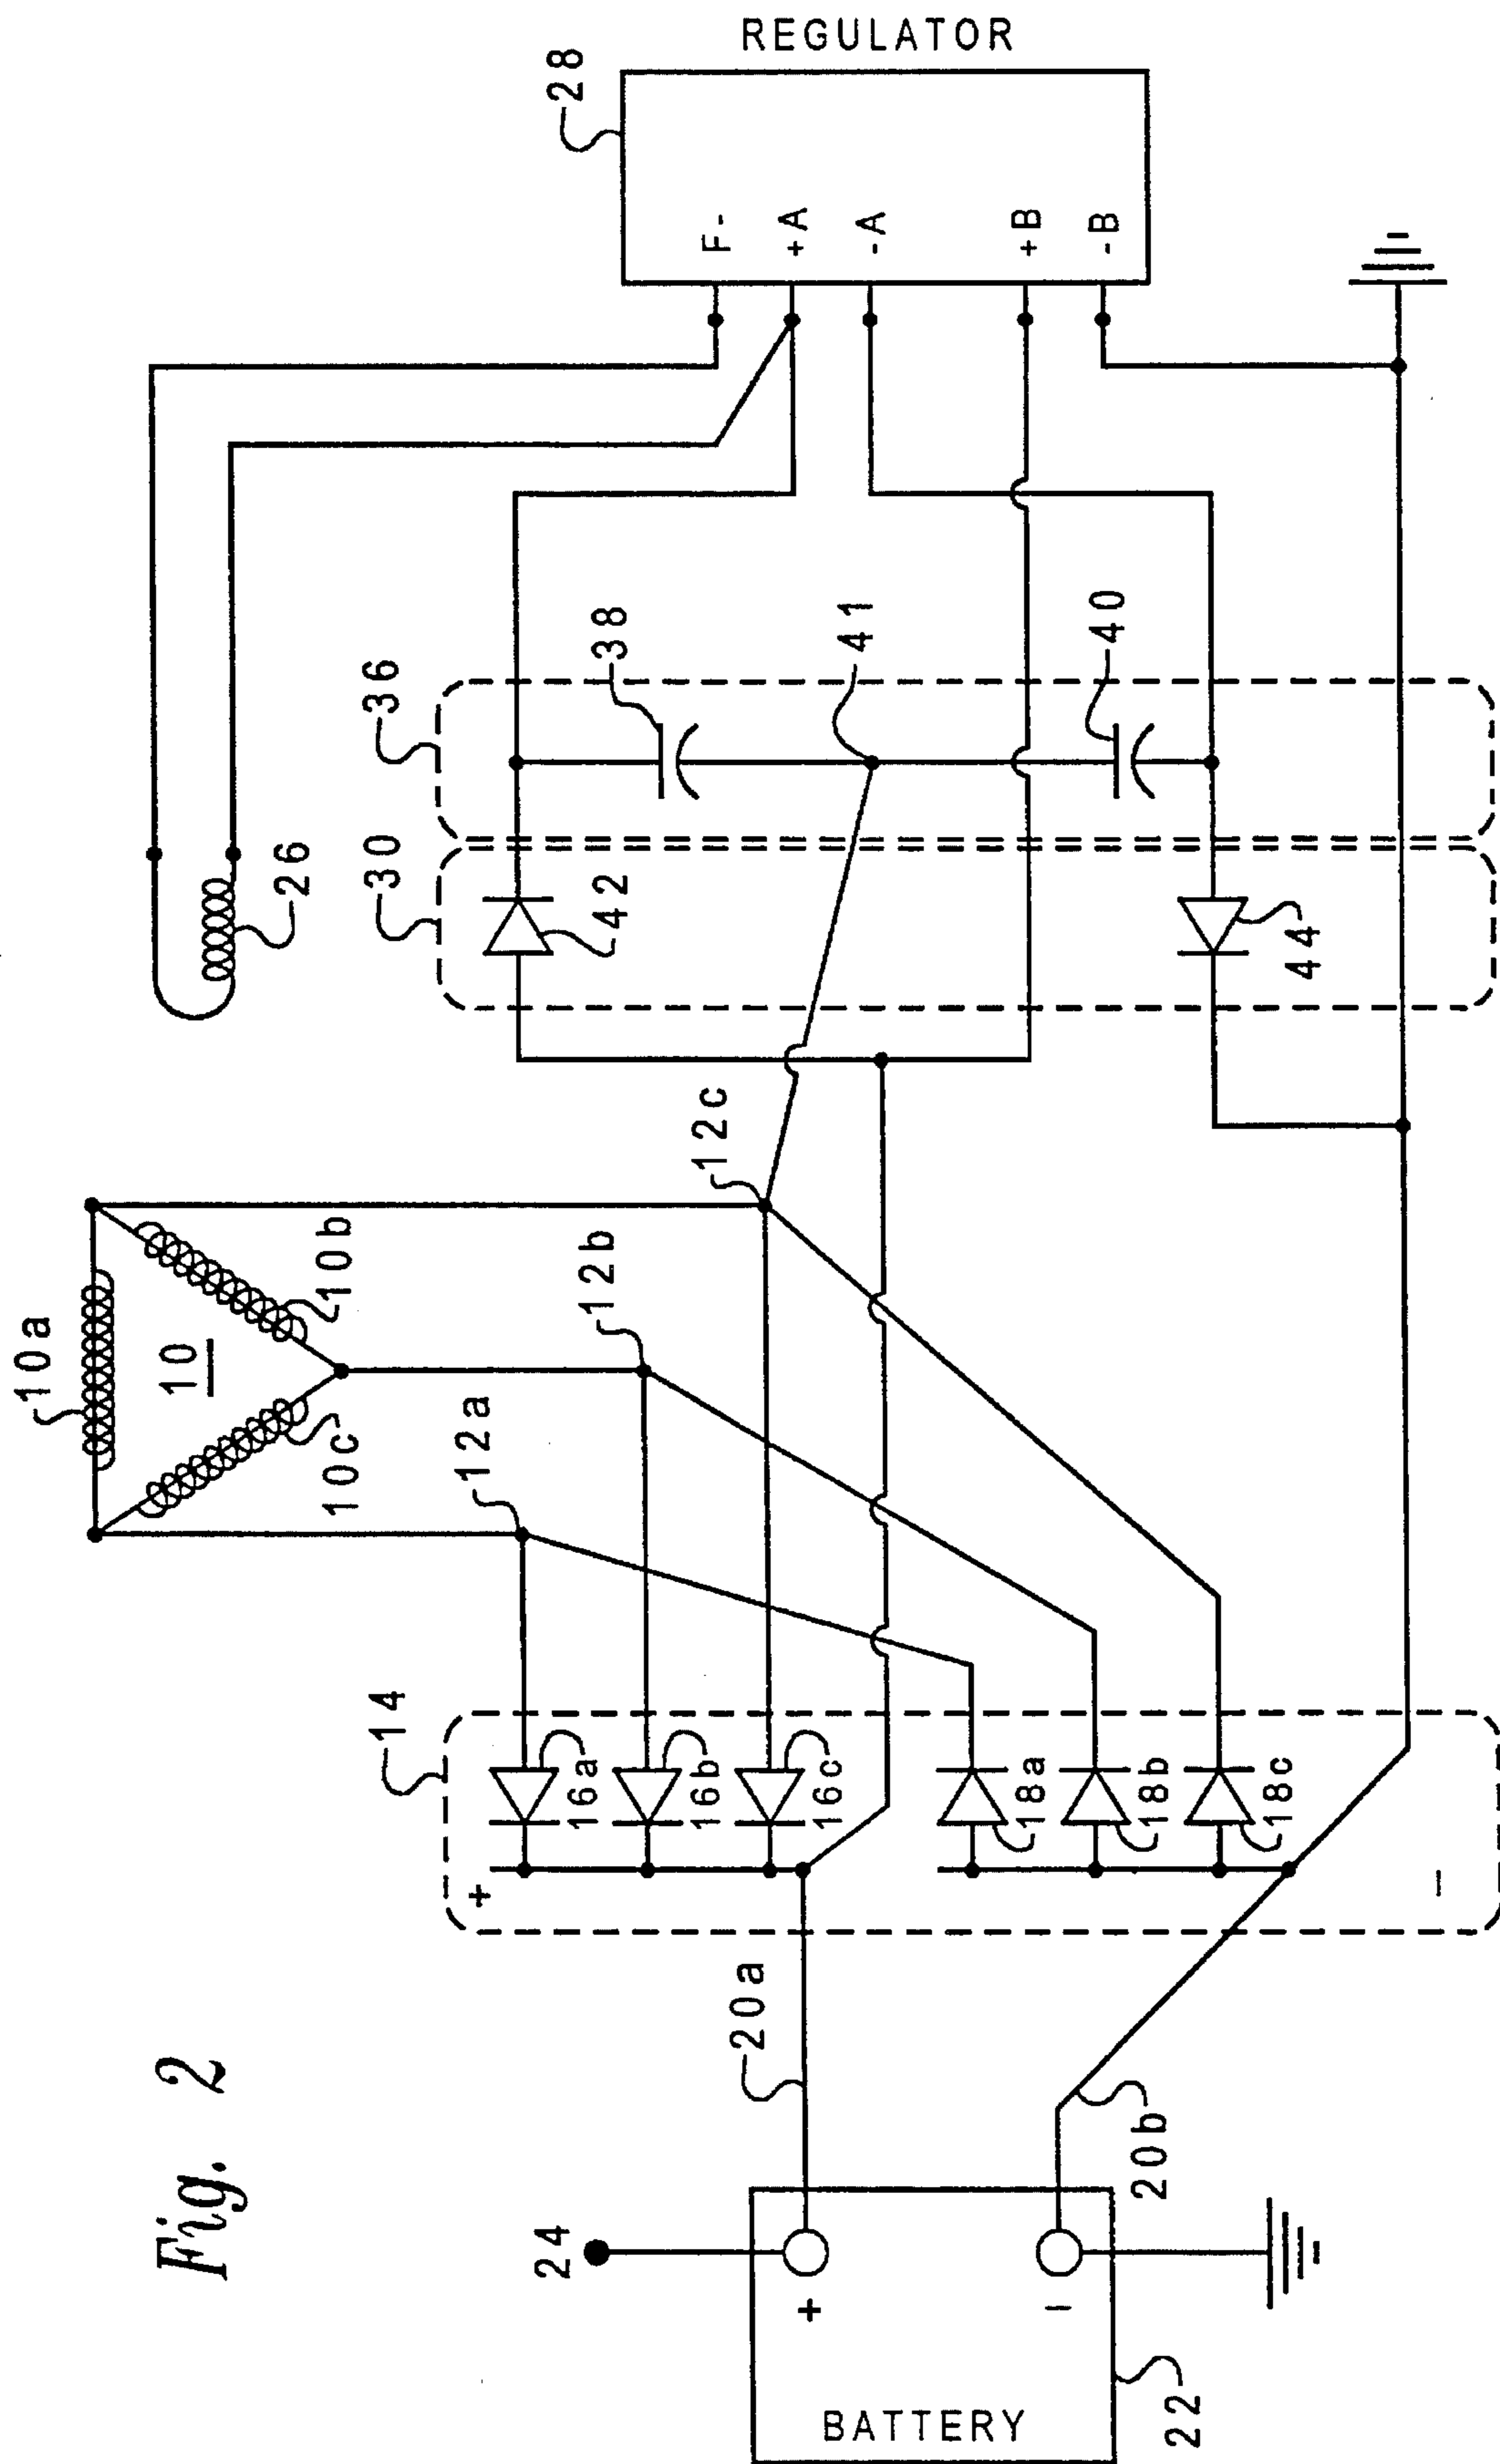 Fig. 2
10a
10b
10
10c
12a
12b
12c
14
16a
16b
16c
18a
18b
18c
+
−
20a
20b
24
+
−
BATTERY
22
26
30
36
42
38
41
40
44
28
REGULATOR
F-
+A
-A
+B
-B